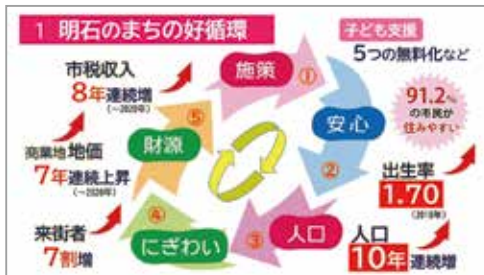 1 明石のまちの好循環
子ども支援
5つの無料化など
市税収入
8年連続増
(~2020年)
施策
①
91.2%
の市民が
住みやすい
安心
②
財源
⑤
商業地地価
7年連続上昇
(~2020年)
出生率
1.70
(2018年)
来街者
7割増
④
にぎわい
③
人口
人口
10年連続増